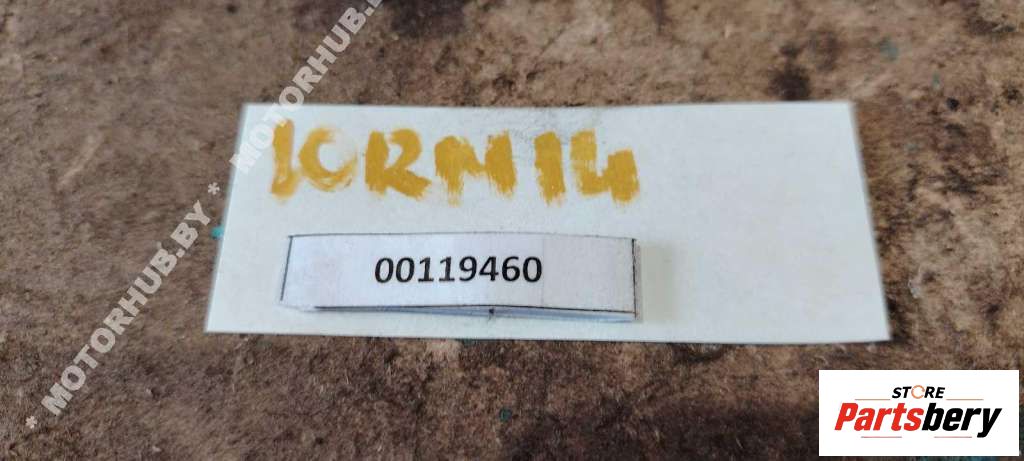 10RM14
00119460
* MOTORHUB.BY * MOTORHUB.BY
STORE
Partsbery